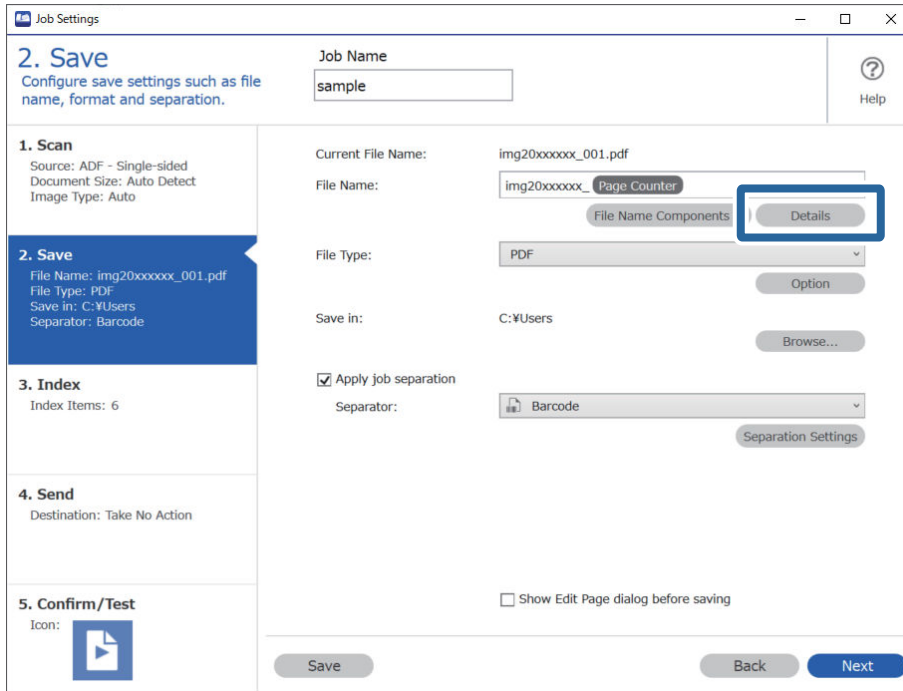 Job Settings
2. Save
Configure save settings such as file
name, format and separation.
Job Name
sample
Help
1. Scan
Source: ADF - Single-sided
Document Size: Auto Detect
Image Type: Auto
2. Save
File Name: img20xxxxxx_001.pdf
File Type: PDF
Save in: C:¥Users
Separator: Barcode
3. Index
Index Items: 6
4. Send
Destination: Take No Action
5. Confirm/Test
Icon:
Current File Name: img20xxxxxx_001.pdf
File Name: img20xxxxxx_ Page Counter
File Name Components Details
File Type: PDF
Option
Save in: C:¥Users
Browse...
Apply job separation
Separator: Barcode
Separation Settings
Show Edit Page dialog before saving
Save Back Next